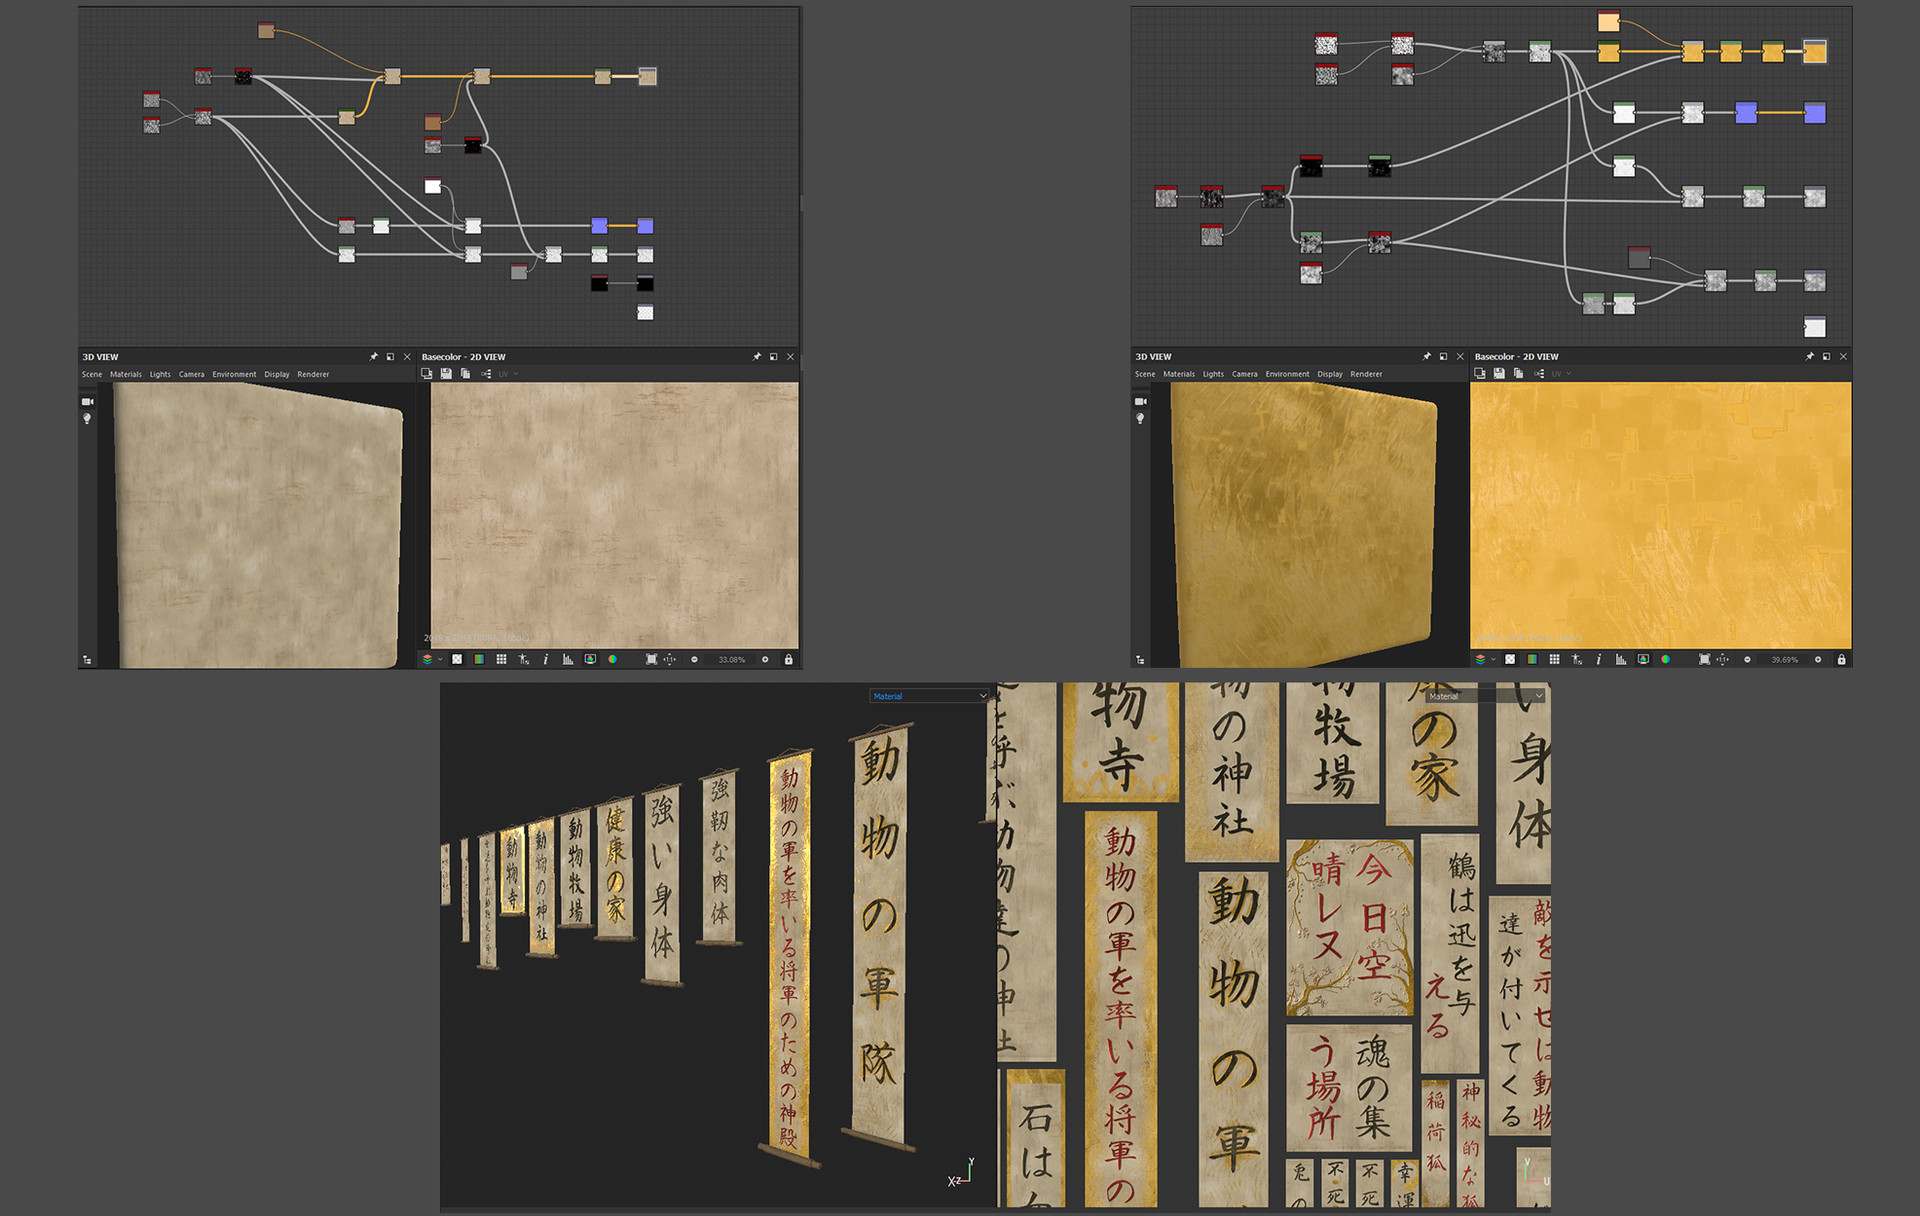 3D VIEW
Scene Materials Lights Camera Environment Display Renderer
Basecolor - 2D VIEW
UV
33.08%
3D VIEW
Scene Materials Lights Camera Environment Display Renderer
Basecolor - 2D VIEW
UV
39.69%
Material
動物寺
動物の神社
動物牧場
健康の家
強い身体
強靭な肉体
動物の軍を率いる将軍のための神殿
動物の軍隊
Y
X Z
Material
物寺
物の神社
物牧場
康の家
い身体
動物の軍を率いる将軍の
動物の軍
今日空
晴レヌ
鶴は迅を与
える
敵を示せは動物
達が付いてくる
魂の集
う場所
石は
稲荷狐
神秘的な狐
兎の
不死
不死
幸運
V
U